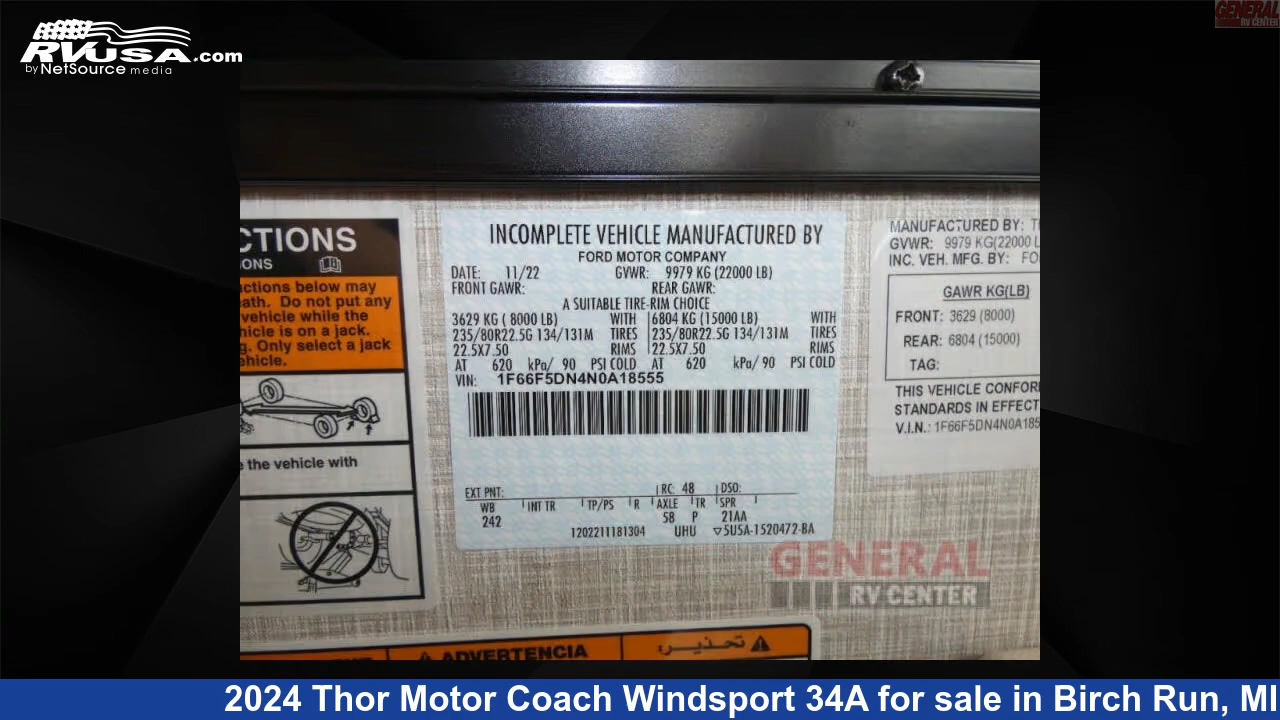 RVUSA.com
by NetSource media
GENERAL
RV CENTER
CTIONS
ONS
ctions below may
ath. Do not put any
vehicle while the
hicle is on a jack.
g. Only select a jack
ehicle.
e the vehicle with
INCOMPLETE VEHICLE MANUFACTURED BY
FORD MOTOR COMPANY
DATE: 11/22 GVWR: 9979 KG (22000 LB)
FRONT GAWR: REAR GAWR:
A SUITABLE TIRE-RIM CHOICE
3629 KG ( 8000 LB) WITH 6804 KG (15000 LB) WITH
235/80R22.5G 134/131M TIRES 235/80R22.5G 134/131M TIRES
22.5X7.50 RIMS 22.5X7.50 RIMS
AT 620 kPa/ 90 PSI COLD AT 620 kPa/ 90 PSI COLD
VIN: 1F66F5DN4N0A18555
EXT PNT: RC: 48 DSO:
WB INT TR TP/PS R AXLE TR SPR
242 58 P 21AA
1202211181304 UHU ▽5U5A-1520472-BA
MANUFACTURED BY: T
GVWR: 9979 KG(22000 L
INC. VEH. MFG. BY: FO
GAWR KG(LB)
FRONT: 3629 (8000)
REAR: 6804 (15000)
TAG:
THIS VEHICLE CONFOR
STANDARDS IN EFFECT
V.I.N.: 1F66F5DN4N0A185
GENERAL
RV CENTER
ADVERTENCIA
تحذير
2024 Thor Motor Coach Windsport 34A for sale in Birch Run, MI